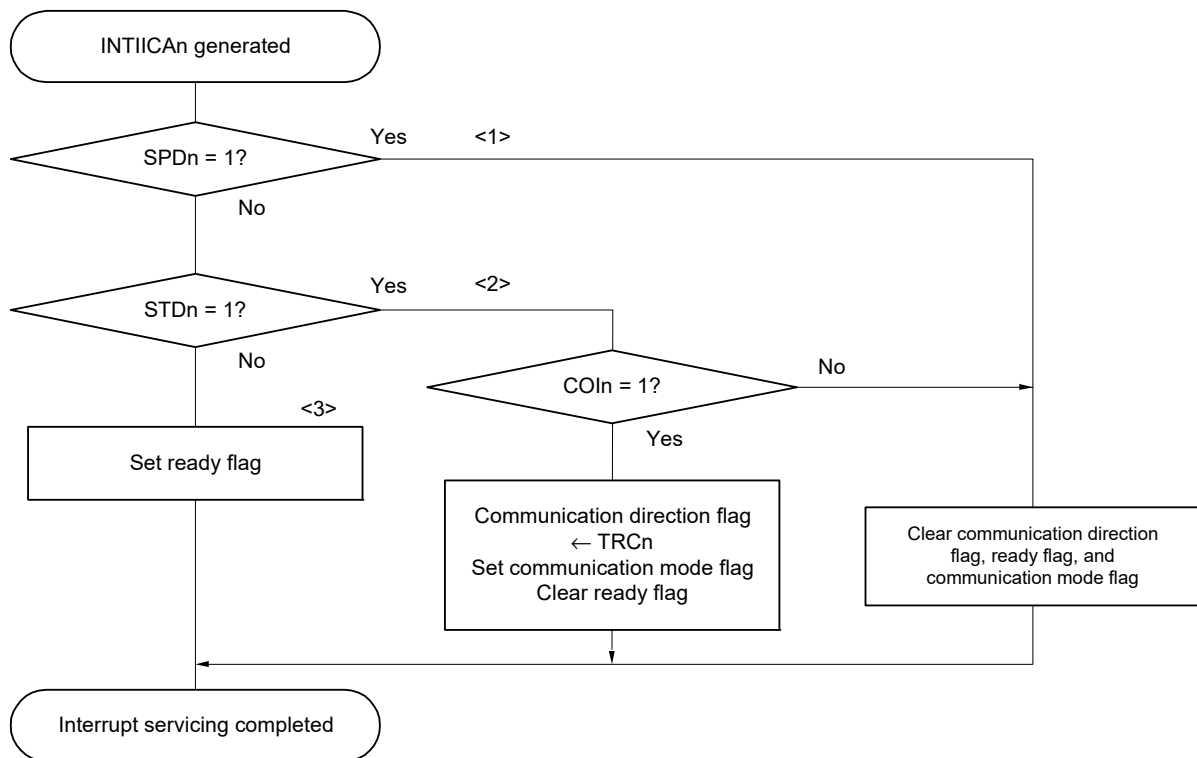 INTIICAn generated
Yes
<1>
SPDn = 1?
No
Yes
<2>
STDn = 1?
No
No
COIn = 1?
<3>
Yes
Set ready flag
Communication direction flag
← TRCn
Set communication mode flag
Clear ready flag
Clear communication direction
flag, ready flag, and
communication mode flag
Interrupt servicing completed